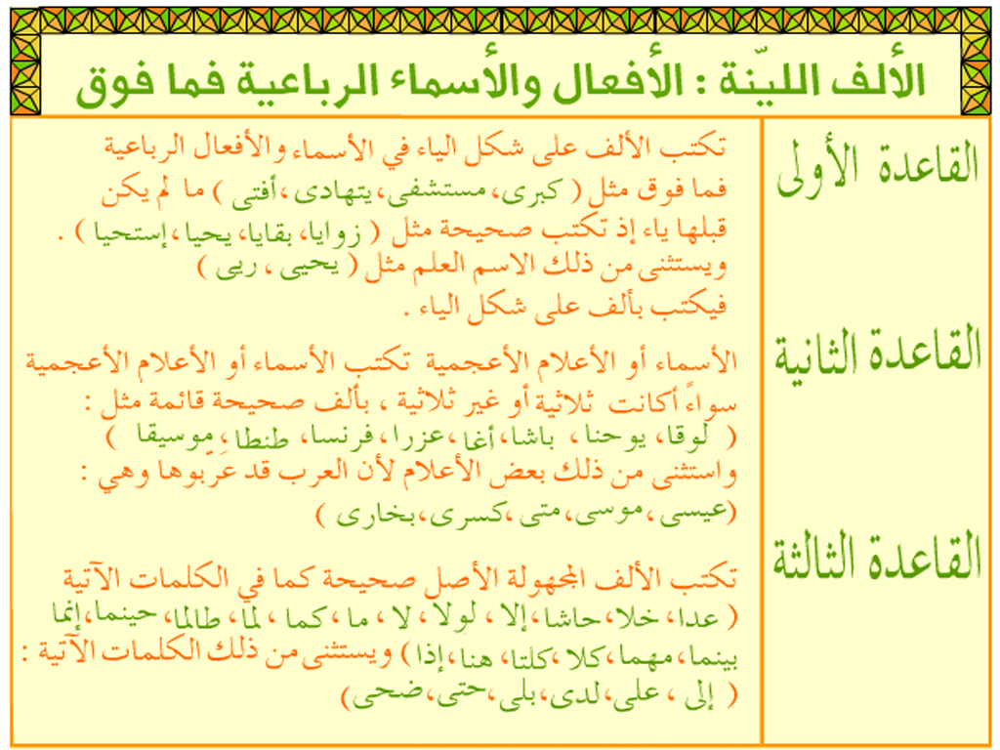 الألف الليّنة : الأفعال والأسماء الرباعية فما فوق
القاعدة الأولى
تكتب الألف على شكل الياء في الأسماء والأفعال الرباعية
فما فوق مثل ( كبرى، مستشفى، يتهادى، أفتى ) ما لم يكن
قبلها ياء إذ تكتب صحيحة مثل ( زوايا، بقايا، يحيا، إستحيا ) .
ويستثنى من ذلك الاسم العلم مثل ( يحيى ، ريى )
فيكتب بألف على شكل الياء .
القاعدة الثانية
الأسماء أو الأعلام الأعجمية تكتب الأسماء أو الأعلام الأعجمية
سواءً أكانت ثلاثية أو غير ثلاثية ، بألف صحيحة قائمة مثل :
( لوقا، يوحنا ، باشا، أغا، عزرا، فرنسا، طنطا، موسيقا )
واستثنى من ذلك بعض الأعلام لأن العرب قد عَرّبوها وهي :
(عيسى، موسى، متى، كسرى، بخارى )
القاعدة الثالثة
تكتب الألف المجهولة الأصل صحيحة كما في الكلمات الآتية
( عدا، خلا، حاشا، إلا ، لولا، لا ، ما ، كما ، لما، طالما، حينما، إنما
بينما، مهما، كلا، كلتا، هنا، إذا ) ويستثنى من ذلك الكلمات الآتية :
( إلى ، على، لدى، بلى، حتى، ضحى)